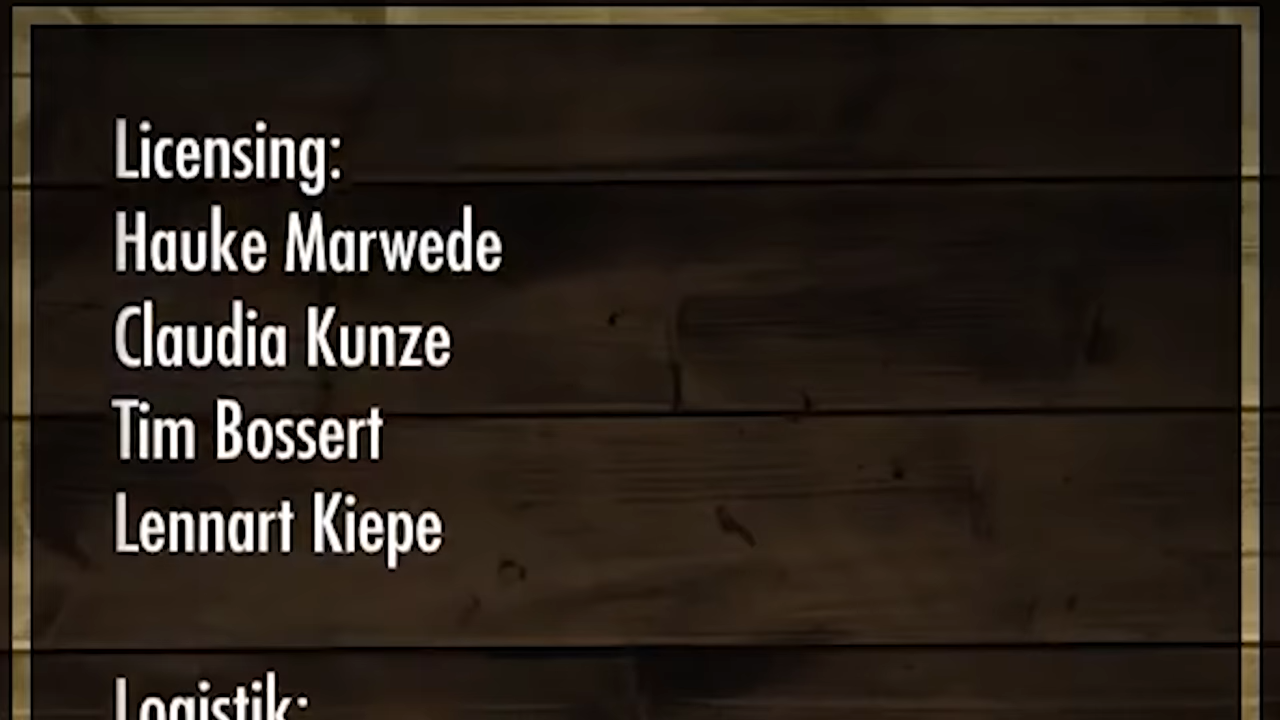 Licensing:
Hauke Marwede
Claudia Kunze
Tim Bossert
Lennart Kiepe
Logistik: